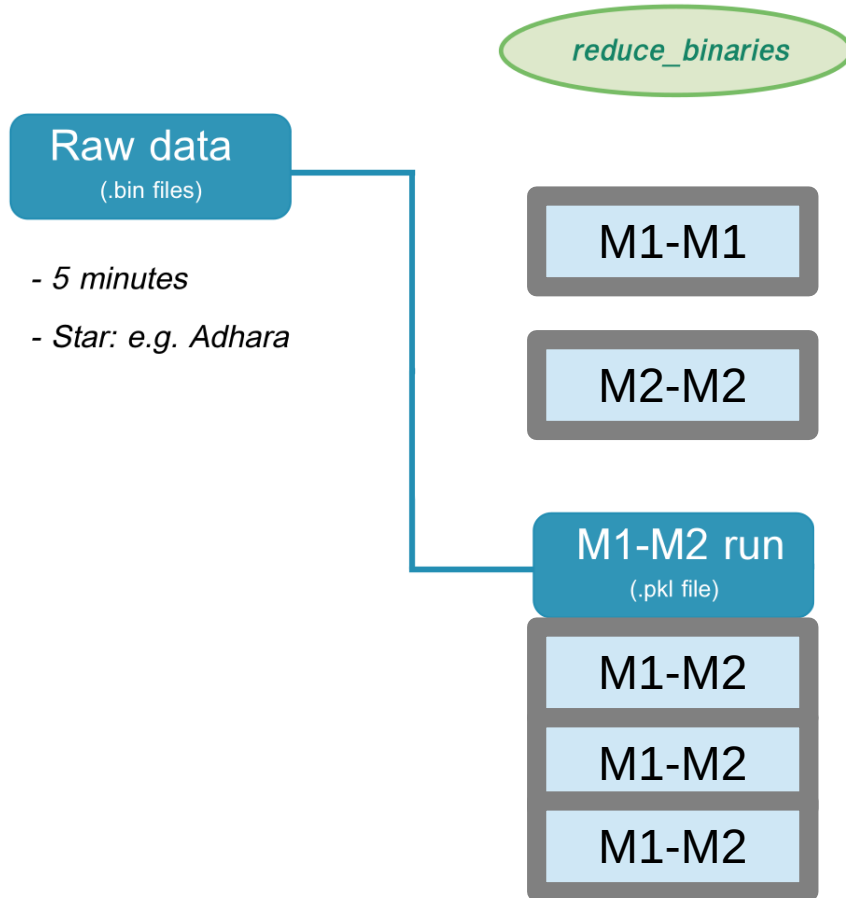 reduce_binaries
Raw data
(.bin files)
- 5 minutes
- Star: e.g. Adhara
M1-M1
M2-M2
M1-M2 run
(.pkl file)
M1-M2
M1-M2
M1-M2